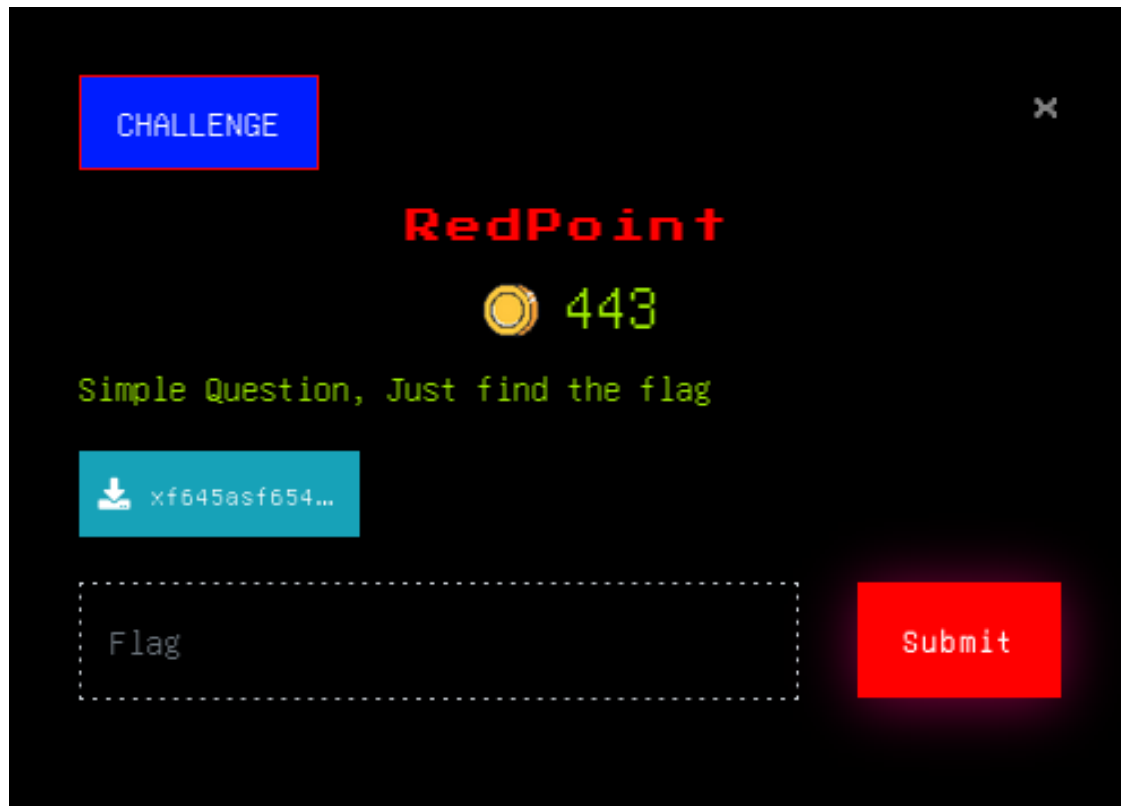 CHALLENGE
×
RedPoint
443
Simple Question, Just find the flag
xf645asf654…
Flag
Submit